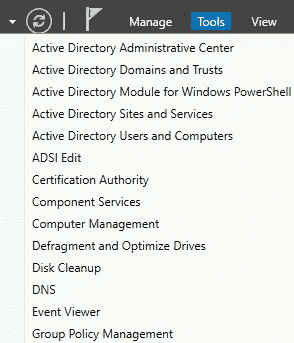 Manage Tools View
Active Directory Administrative Center
Active Directory Domains and Trusts
Active Directory Module for Windows PowerShell
Active Directory Sites and Services
Active Directory Users and Computers
ADSI Edit
Certification Authority
Component Services
Computer Management
Defragment and Optimize Drives
Disk Cleanup
DNS
Event Viewer
Group Policy Management